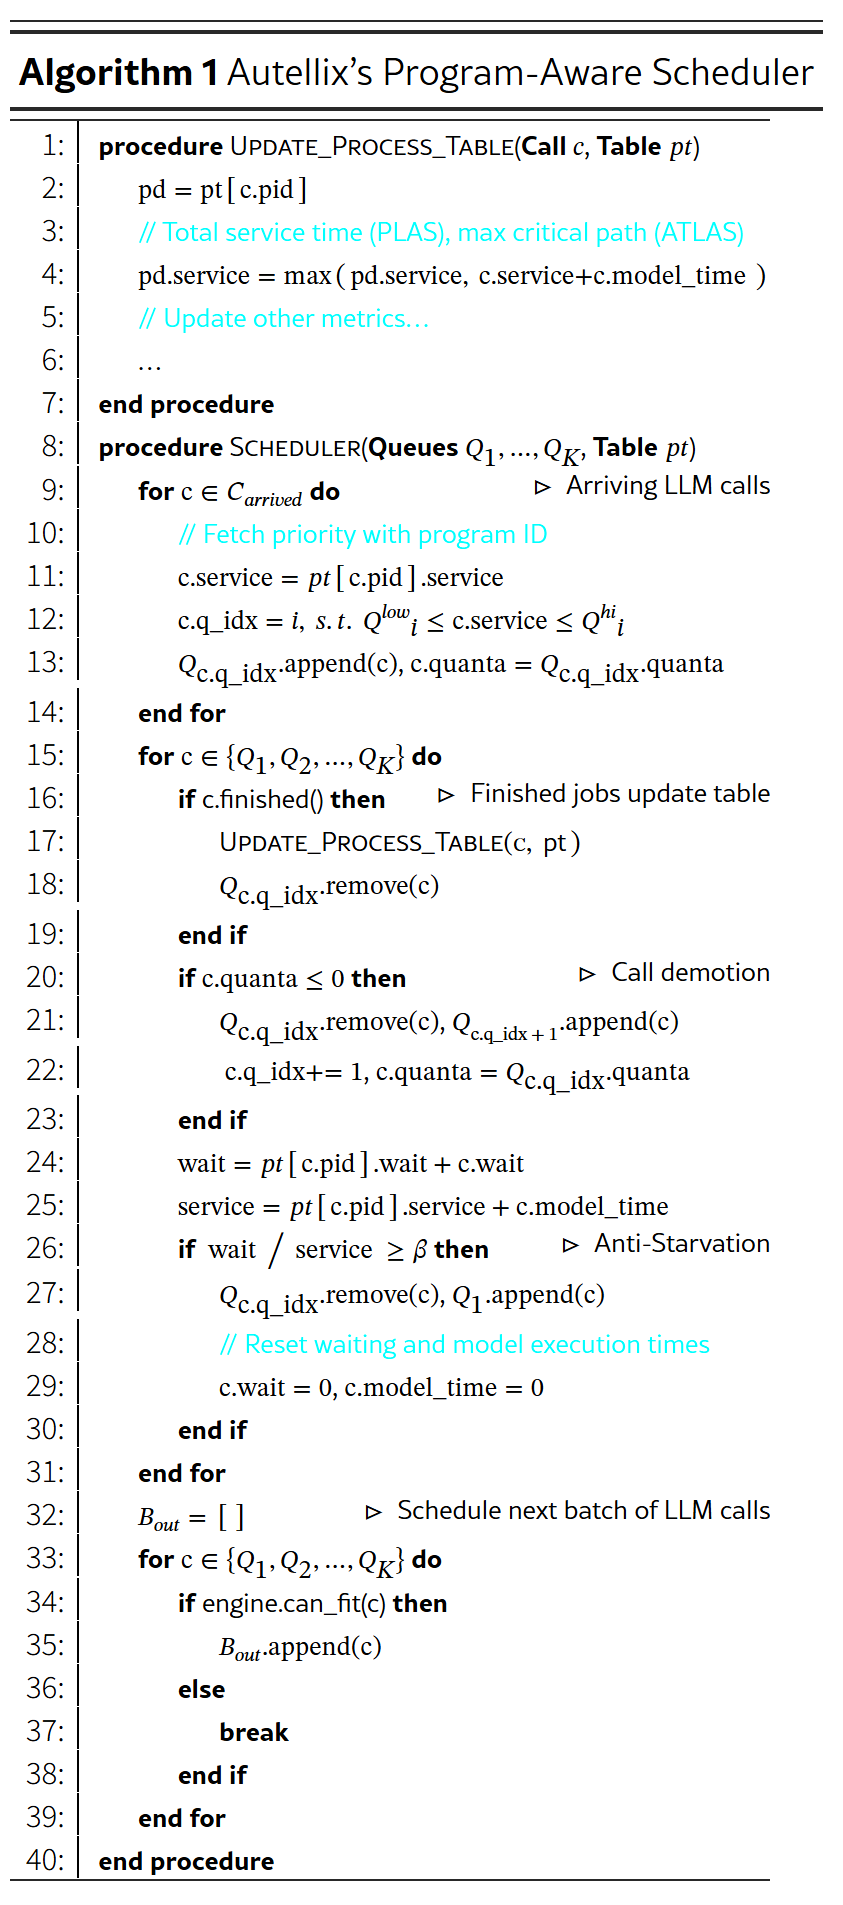 Algorithm 1 Autellix's Program-Aware Scheduler
1: procedure UPDATE_PROCESS_TABLE(Call c, Table pt)
2: pd = pt[c.pid]
3: // Total service time (PLAS), max critical path (ATLAS)
4: pd.service = max(pd.service, c.service+c.model_time )
5: // Update other metrics…
6: …
7: end procedure
8: procedure SCHEDULER(Queues Q1, ..., QK, Table pt)
9: for c ∈ Carrived do ▷ Arriving LLM calls
10: // Fetch priority with program ID
11: c.service = pt[c.pid].service
12: c.q_idx = i, s.t. Q^low_i ≤ c.service ≤ Q^hi_i
13: Qc.q_idx.append(c), c.quanta = Qc.q_idx.quanta
14: end for
15: for c ∈ {Q1, Q2, ..., QK} do
16: if c.finished() then ▷ Finished jobs update table
17: UPDATE_PROCESS_TABLE(C, pt)
18: Qc.q_idx.remove(c)
19: end if
20: if c.quanta ≤ 0 then ▷ Call demotion
21: Qc.q_idx.remove(c), Qc.q_idx+1.append(c)
22: c.q_idx+= 1, c.quanta = Qc.q_idx.quanta
23: end if
24: wait = pt[c.pid].wait + c.wait
25: service = pt[c.pid].service + c.model_time
26: if wait / service ≥ β then ▷ Anti-Starvation
27: Qc.q_idx.remove(c), Q1.append(c)
28: // Reset waiting and model execution times
29: c.wait = 0, c.model_time = 0
30: end if
31: end for
32: Bout = [ ] ▷ Schedule next batch of LLM calls
33: for c ∈ {Q1, Q2, ..., QK} do
34: if engine.can_fit(c) then
35: Bout.append(c)
36: else
37: break
38: end if
39: end for
40: end procedure